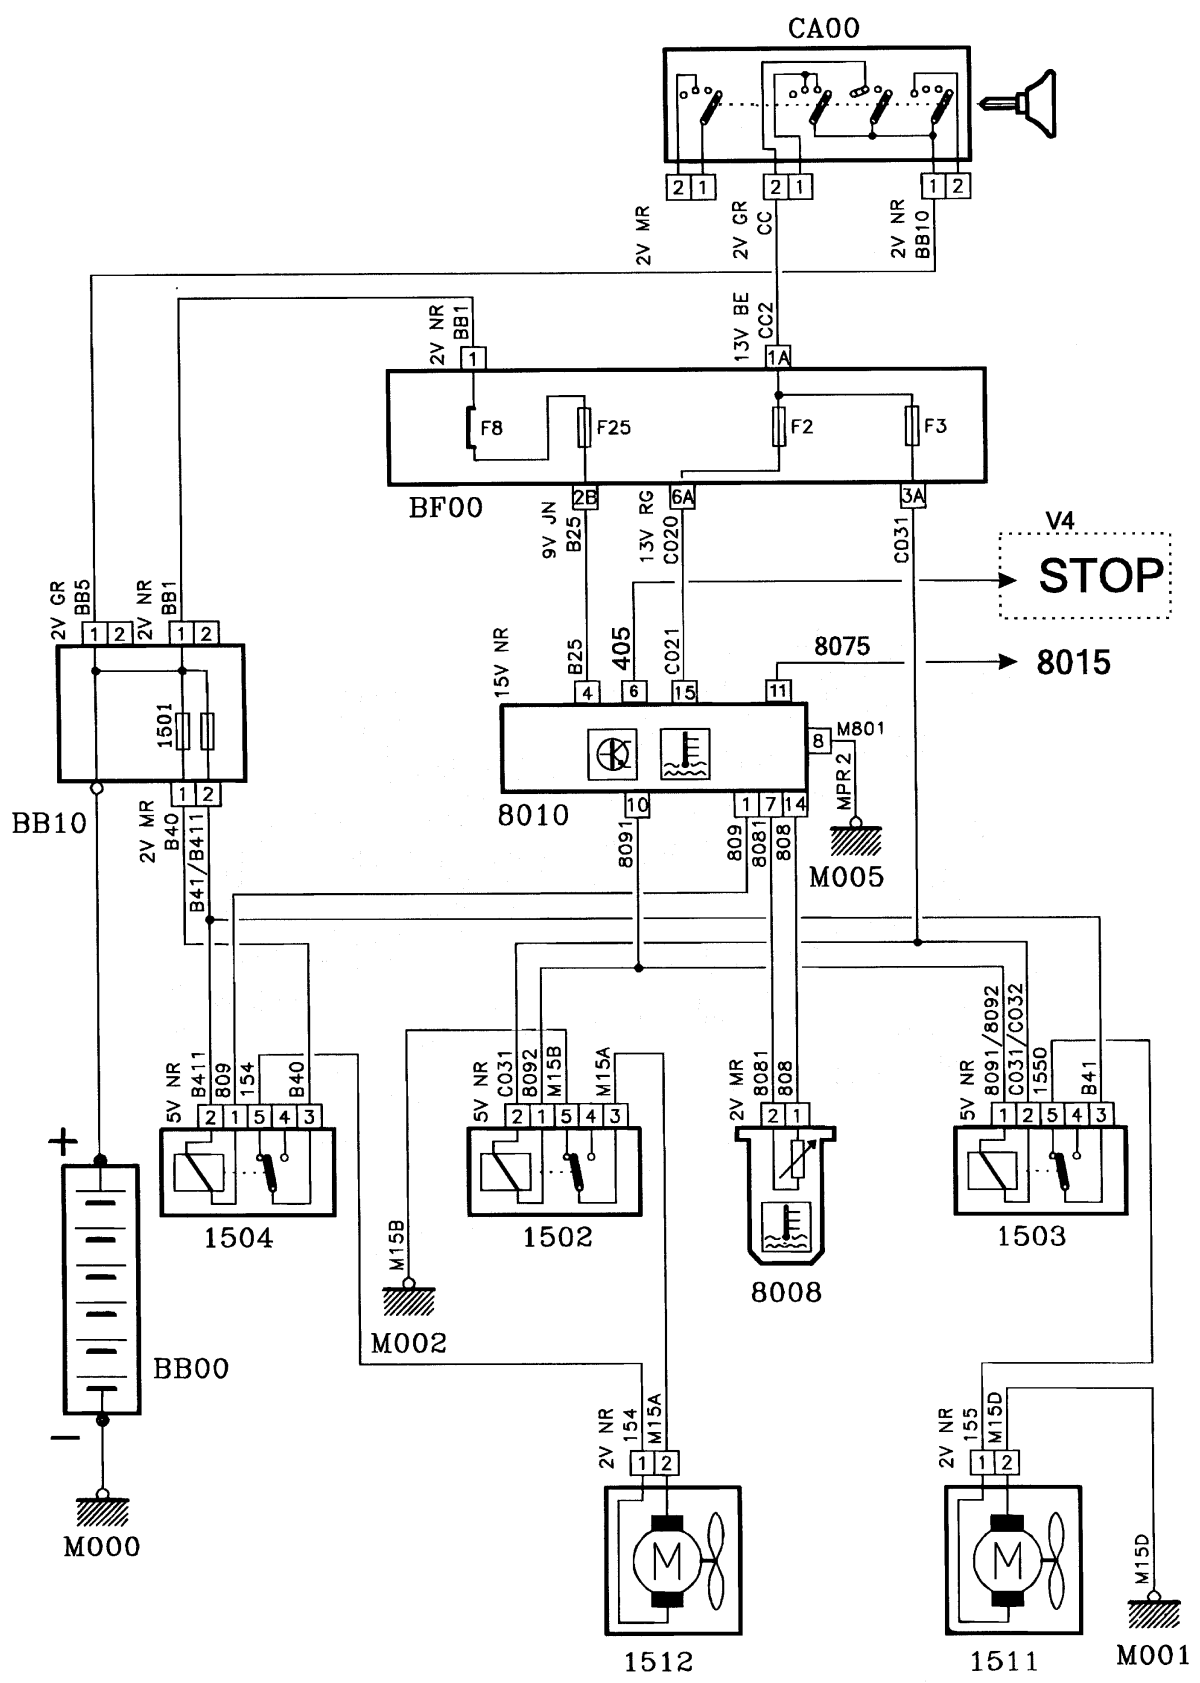 CA00
2 1
2 1
1 2
2V MR
2V GR
CC
2V NR
BB10
2V NR
BB1
13V BE
CC2
1
1A
F8
F25
F2
F3
BF00
2B
6A
3A
9V JN
B25
13V RG
C020
C031
V4
STOP
2V GR
BB5
2V NR
BB1
1 2
1 2
15V NR
B25
405
C021
8075
8015
4
6
15
11
1501
8
M801
MPR2
BB10
1 2
2V MR
B40
B41/B411
8010
10
1 7 14
8091
809
8081
808
M005
5V NR
B411
809
154
B40
2 1 5 4 3
1504
5V NR
C031
8092
M15B
M15A
2 1 5 4 3
1502
2V MR
8081
808
2 1
8008
5V NR
8091/8092
C031/C032
1550
B41
1 2 5 4 3
1503
+
BB00
−
M000
M15B
M002
2V NR
154
M15A
1 2
M
1512
2V NR
155
M15D
1 2
M
1511
M15D
M001